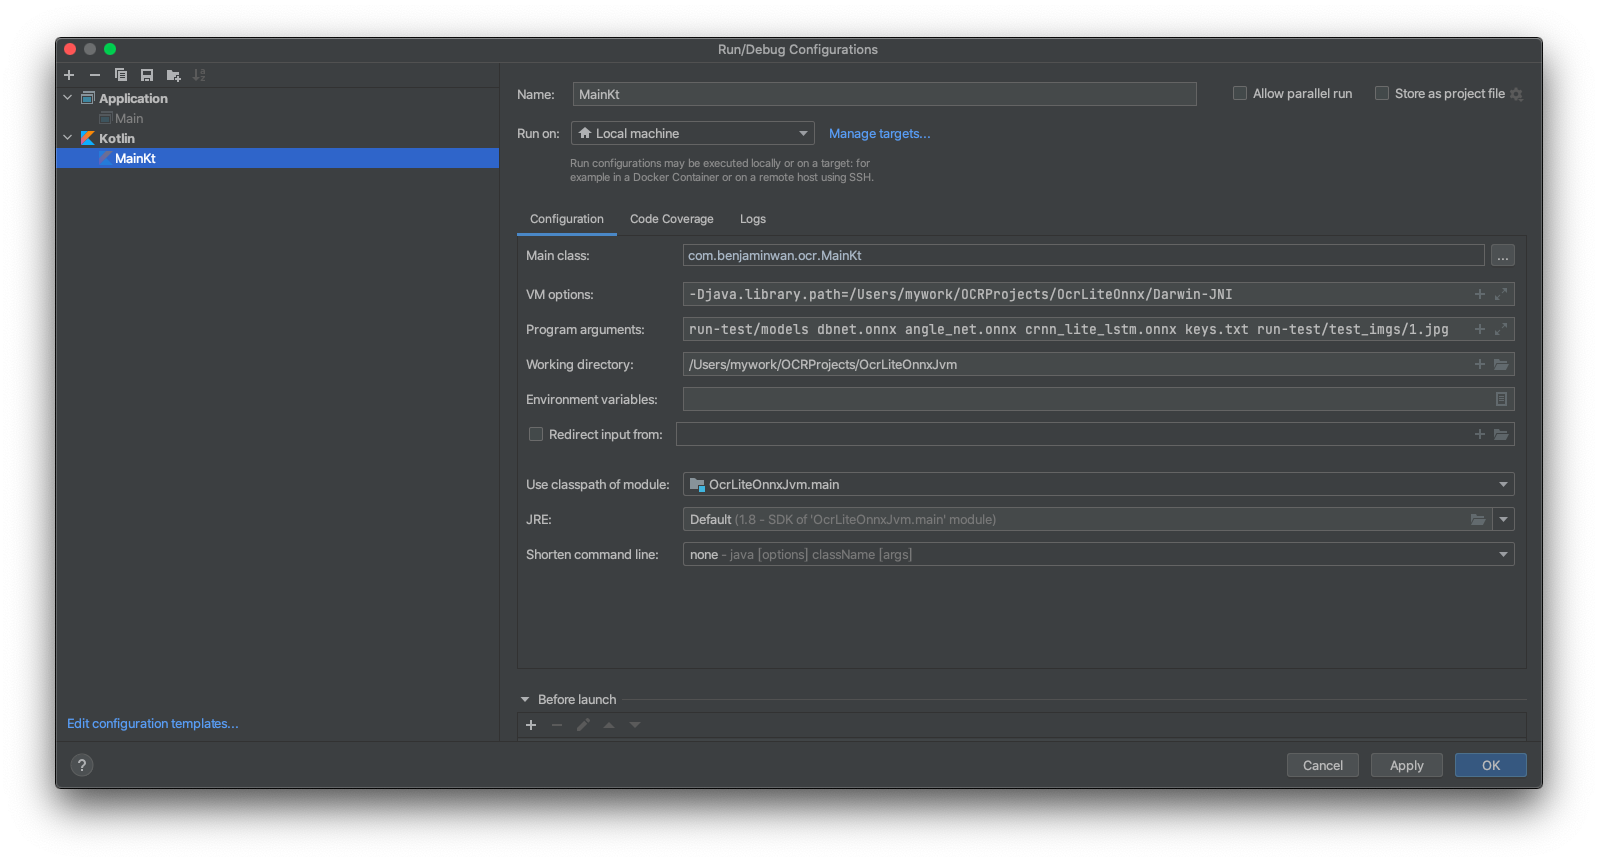 Run/Debug Configurations
Application
Main
Kotlin
MainKt
Edit configuration templates...
Name: MainKt Allow parallel run Store as project file
Run on: Local machine Manage targets...
Run configurations may be executed locally or on a target: for
example in a Docker Container or on a remote host using SSH.
Configuration Code Coverage Logs
Main class: com.benjaminwan.ocr.MainKt ...
VM options: -Djava.library.path=/Users/mywork/OCRProjects/OcrLiteOnnx/Darwin-JNI
Program arguments: run-test/models dbnet.onnx angle_net.onnx crnn_lite_lstm.onnx keys.txt run-test/test_imgs/1.jpg
Working directory: /Users/mywork/OCRProjects/OcrLiteOnnxJvm
Environment variables:
Redirect input from:
Use classpath of module: OcrLiteOnnxJvm.main
JRE: Default (1.8 - SDK of 'OcrLiteOnnxJvm.main' module)
Shorten command line: none - java [options] className [args]
Before launch
? Cancel Apply OK